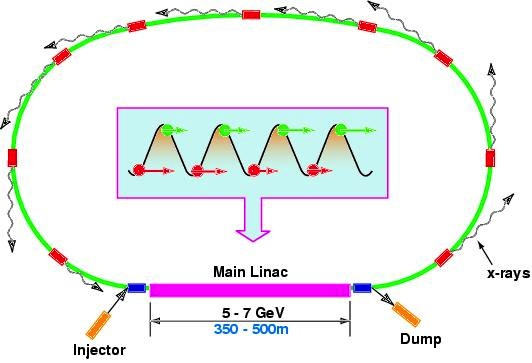 Main Linac
x-rays
5 - 7 GeV
350 - 500m
Injector
Dump